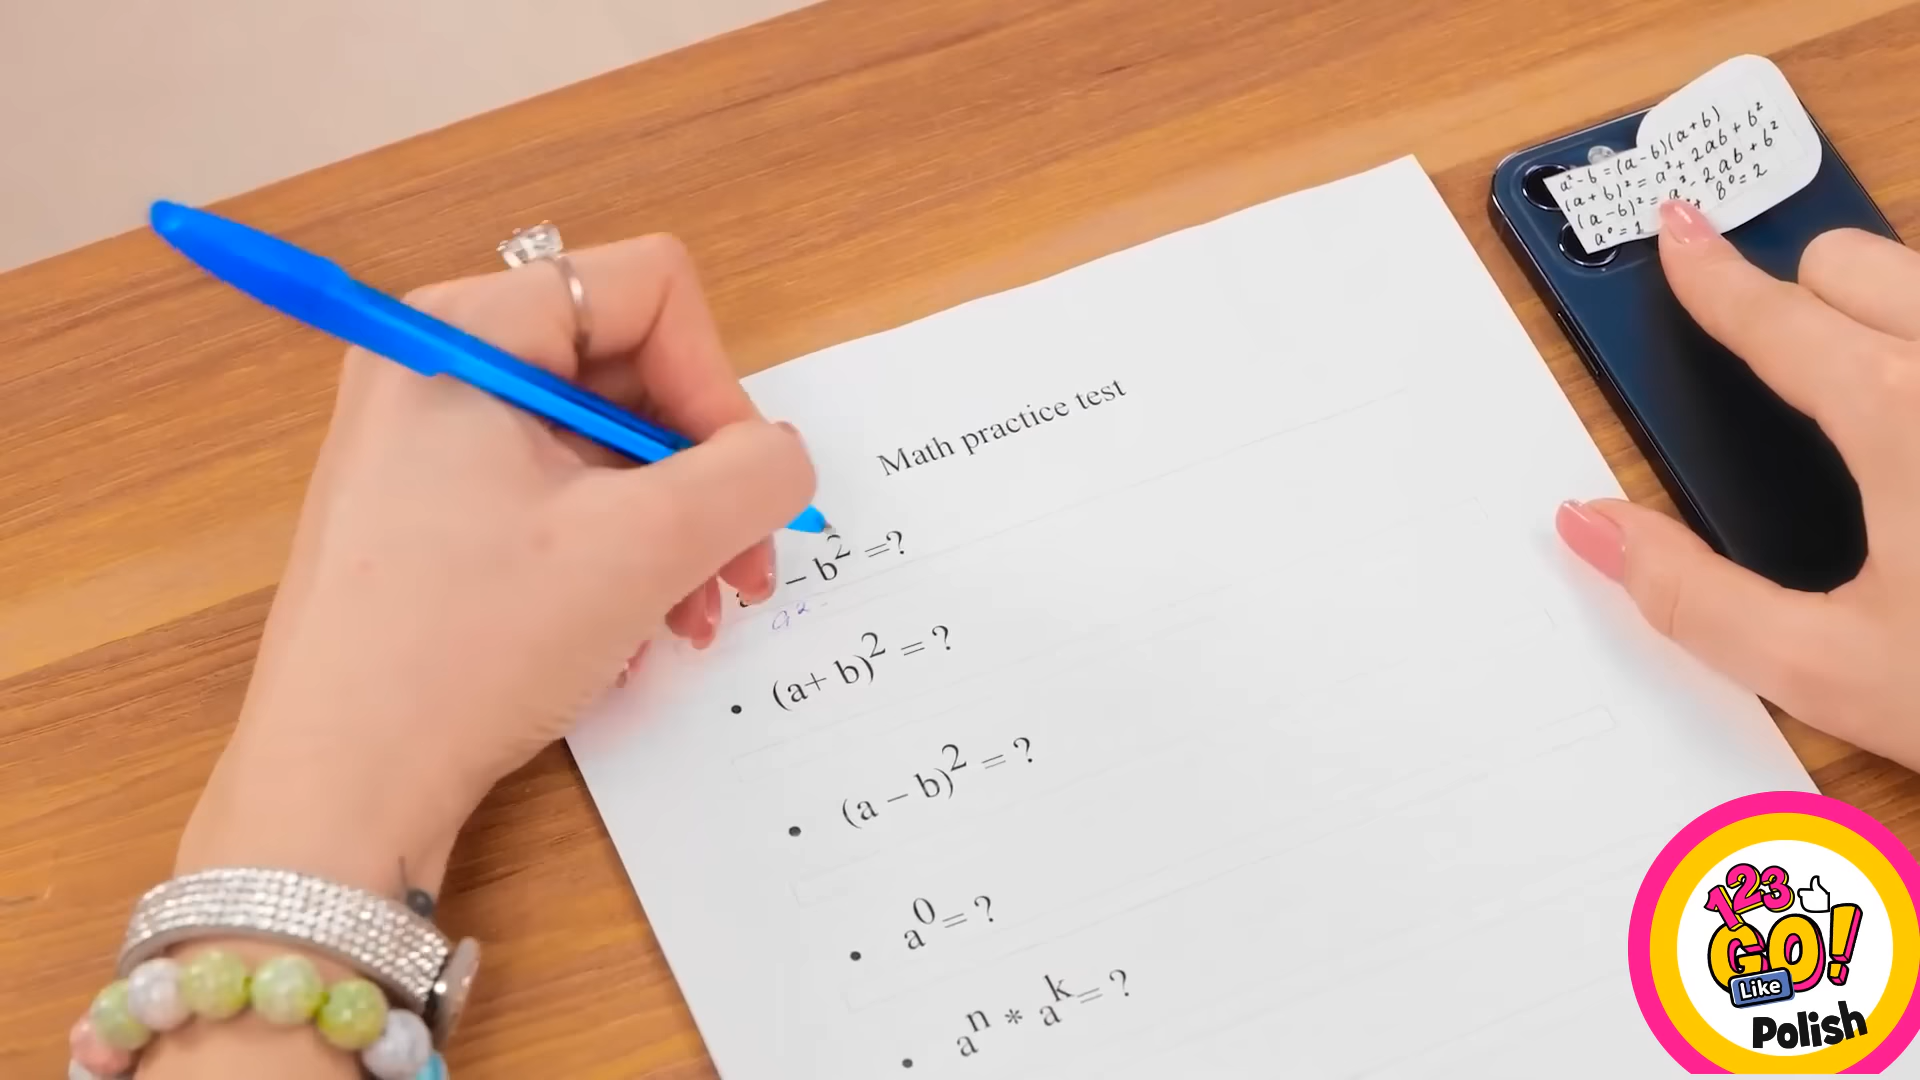 a² - b = (a - b)(a + b)
(a + b)² = a² + 2ab + b²
(a - b)² = a² - 2ab + b²
a⁰ = 1 8⁰ = 2
Math practice test
– b² =?
a² -
• (a+ b)² = ?
• (a – b)² = ?
• a⁰ = ?
• aⁿ * aᵏ = ?
123
GO!
Like
Polish